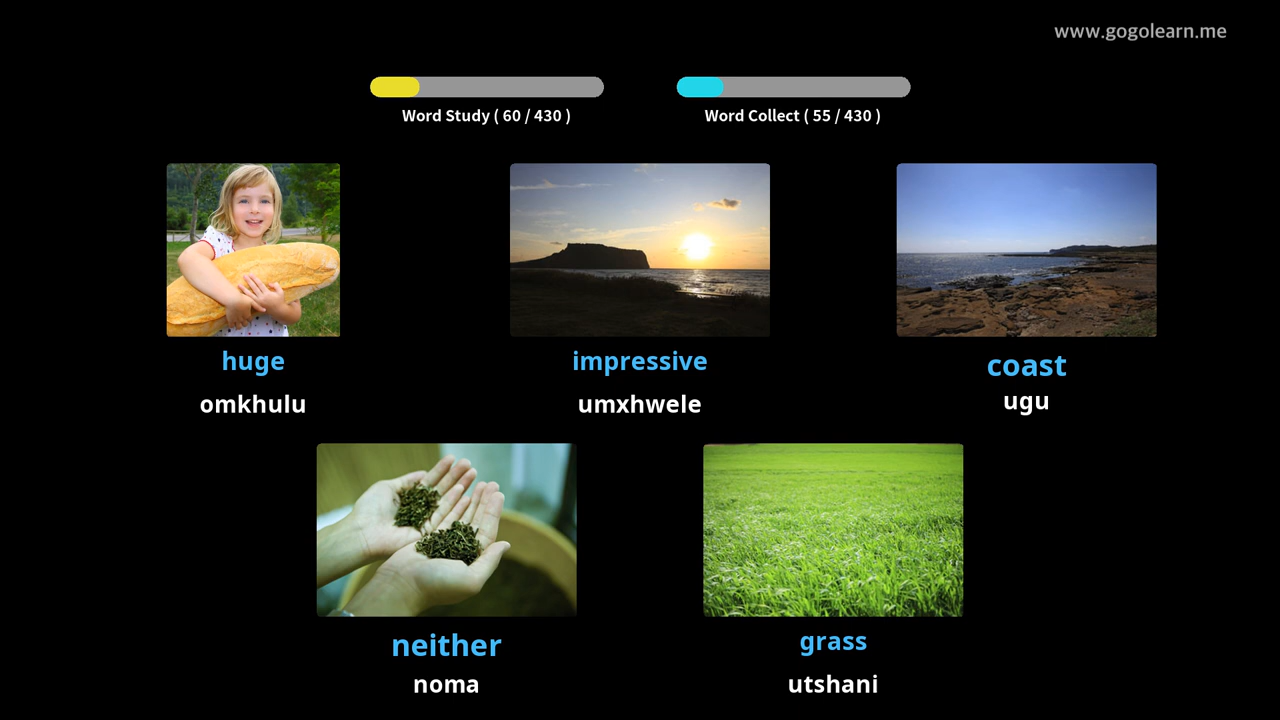 www.gogolearn.me
Word Study ( 60 / 430 )
Word Collect ( 55 / 430 )
huge
omkhulu
impressive
umxhwele
coast
ugu
neither
noma
grass
utshani